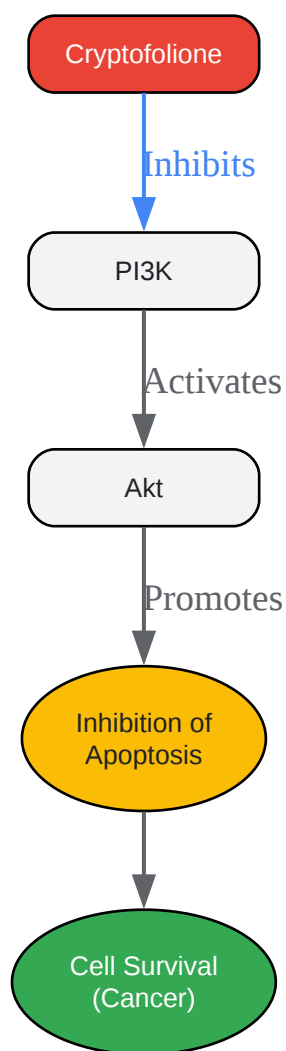 Cryptofolione
Inhibits
PI3K
Activates
Akt
Promotes
Inhibition of
Apoptosis
Cell Survival
(Cancer)